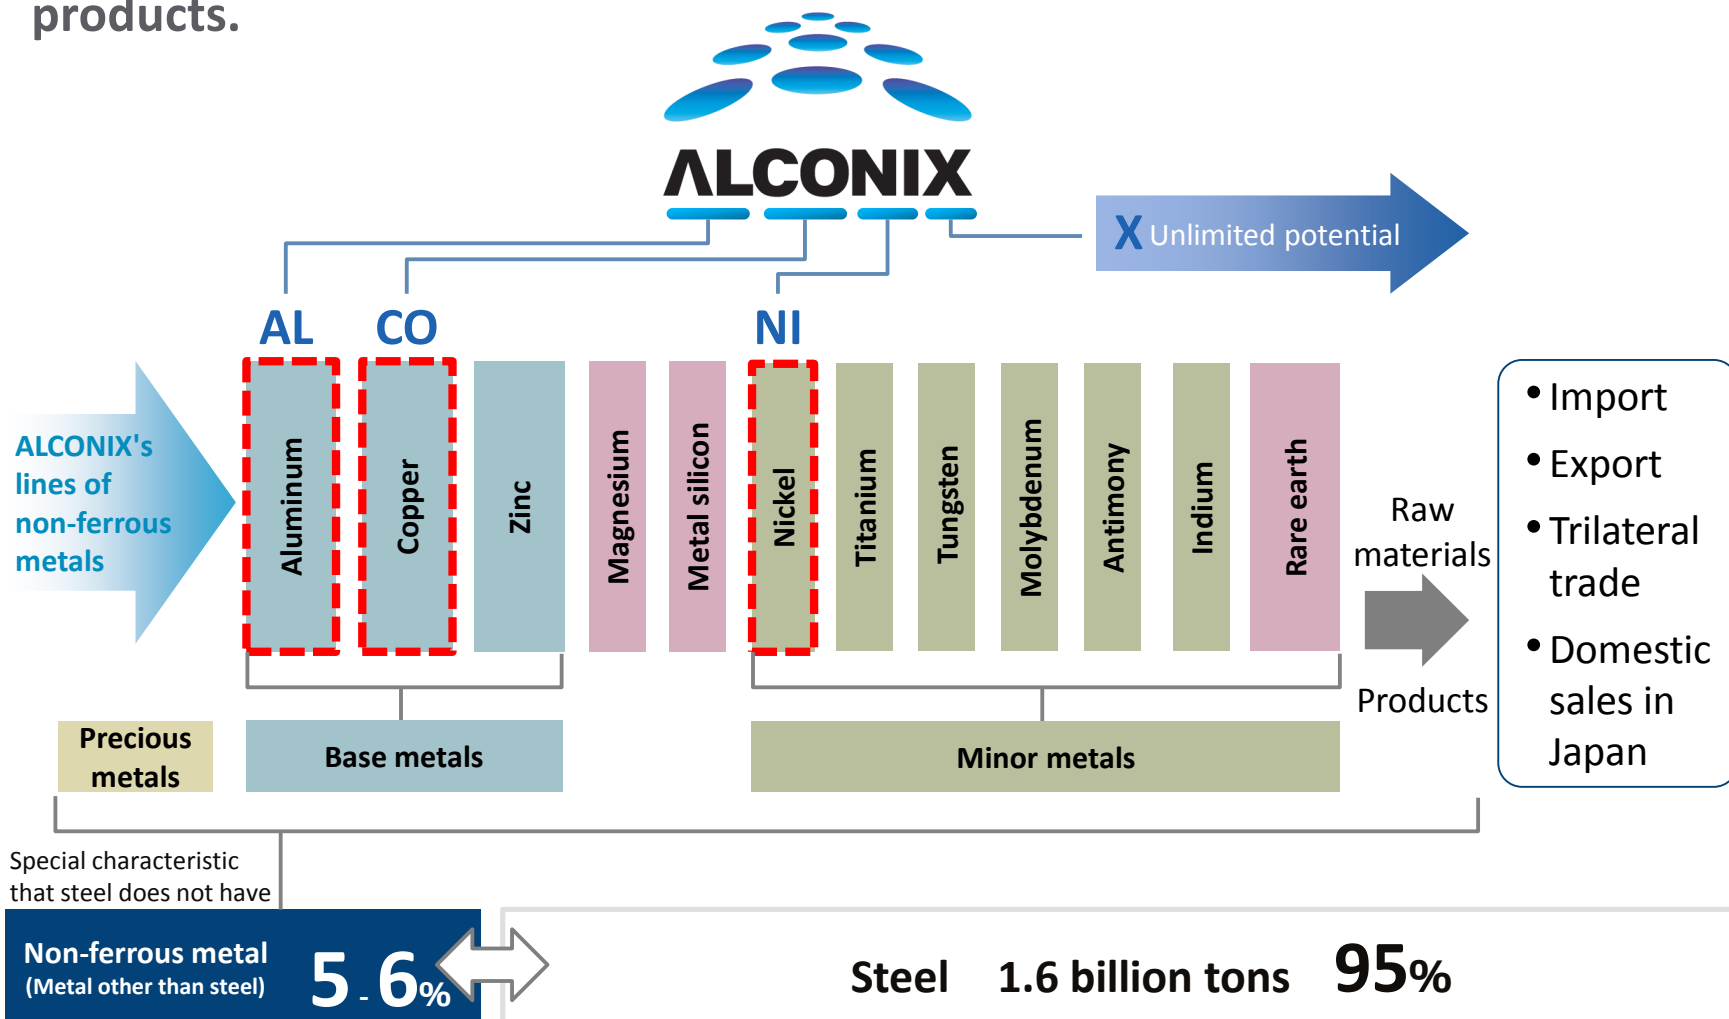 products.
ALCONIX
X Unlimited potential
AL
CO
NI
ALCONIX's
lines of
non-ferrous
metals
Aluminum
Copper
Zinc
Magnesium
Metal silicon
Nickel
Titanium
Tungsten
Molybdenum
Antimony
Indium
Rare earth
Raw
materials
Products
• Import
• Export
• Trilateral
trade
• Domestic
sales in
Japan
Precious
metals
Base metals
Minor metals
Special characteristic
that steel does not have
Non-ferrous metal
(Metal other than steel)
5 - 6%
Steel 1.6 billion tons 95%